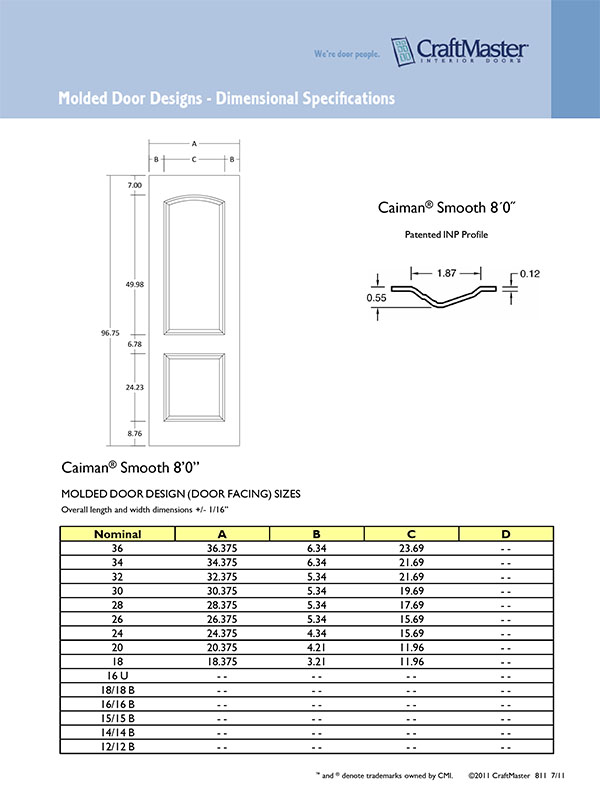 We're door people.
CraftMaster™
INTERIOR DOORS
Molded Door Designs - Dimensional Specifications
A
B C B
7.00
49.98
96.75
6.78
24.23
8.76
Caiman® Smooth 8´0˝
Patented INP Profile
1.87
0.12
0.55
Caiman® Smooth 8'0"
MOLDED DOOR DESIGN (DOOR FACING) SIZES
Overall length and width dimensions +/- 1/16"
Nominal A B C D
36 36.375 6.34 23.69 - -
34 34.375 6.34 21.69 - -
32 32.375 5.34 21.69 - -
30 30.375 5.34 19.69 - -
28 28.375 5.34 17.69 - -
26 26.375 5.34 15.69 - -
24 24.375 4.34 15.69 - -
20 20.375 4.21 11.96 - -
18 18.375 3.21 11.96 - -
16 U - - - - - - - -
18/18 B - - - - - - - -
16/16 B - - - - - - - -
15/15 B - - - - - - - -
14/14 B - - - - - - - -
12/12 B - - - - - - - -
™ and ® denote trademarks owned by CMI. ©2011 CraftMaster 811 7/11